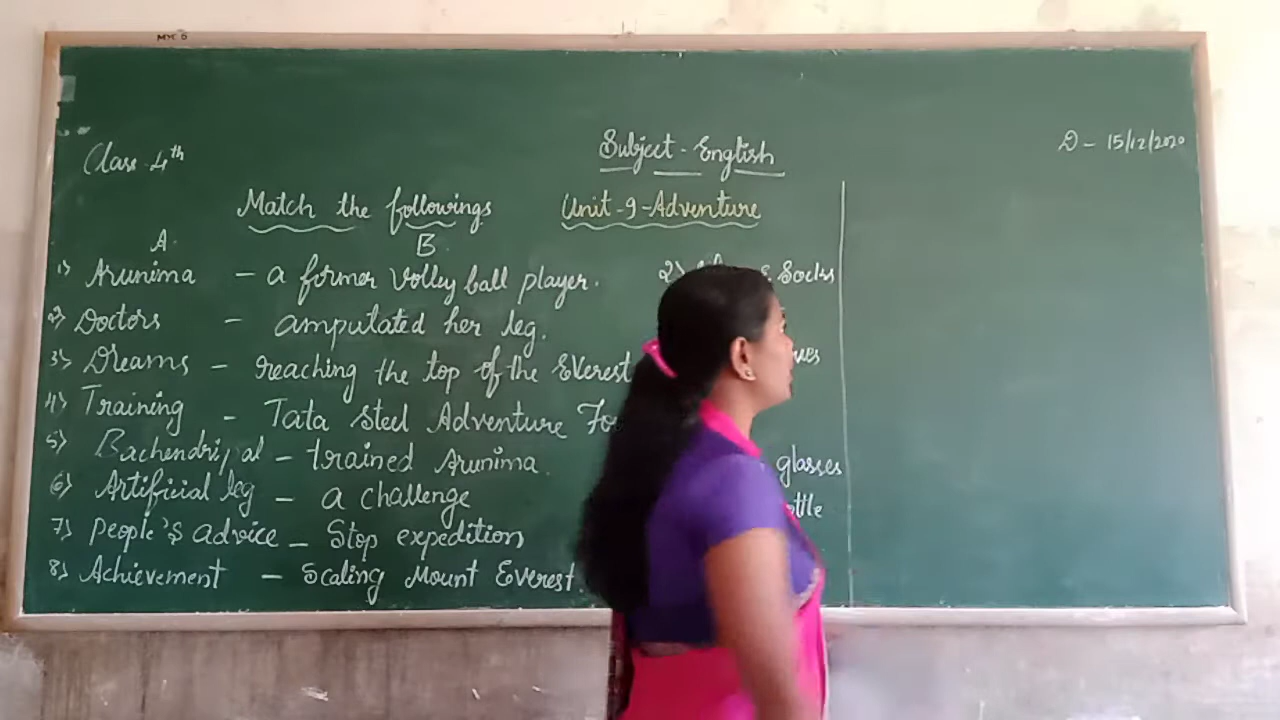 Class 4th
Subject - English
D - 15/12/2020
Match the followings
Unit - 9 - Adventure
A.
B.
1) Arunima - a former Volley ball player.
2) Doctors - amputated her leg.
3) Dreams - reaching the top of the Everest
4) Training - Tata Steel Adventure
5) Bachendri pal - trained Arunima.
6) Artificial leg - a challenge
7) People's advice - Stop expedition
8) Achievement - Scaling Mount Everest
2) & Socks
glasses